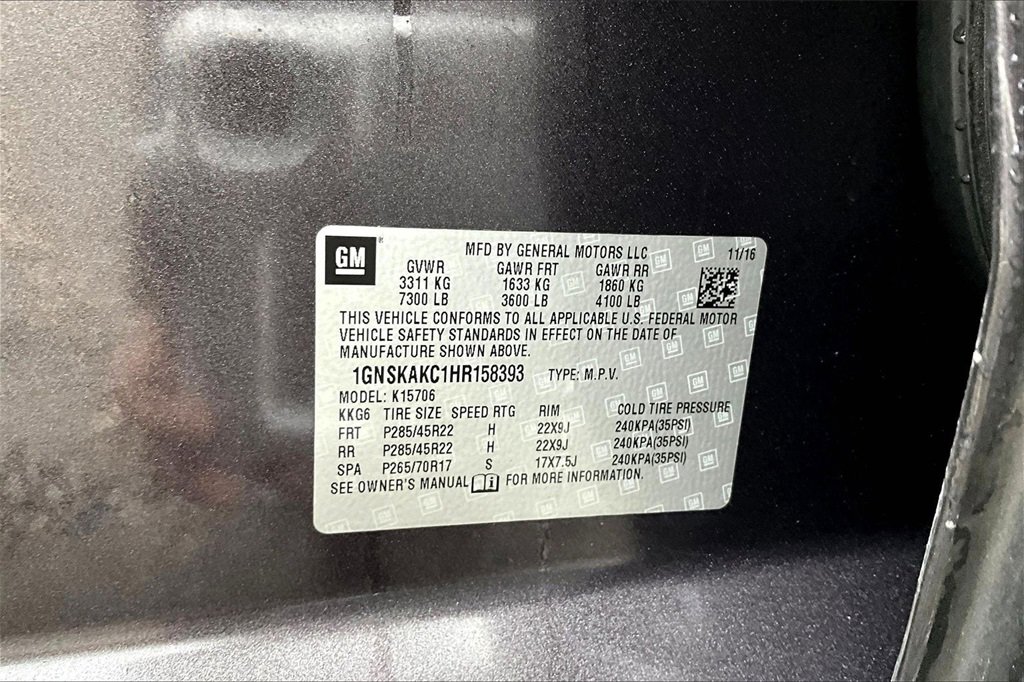 GM
MFD BY GENERAL MOTORS LLC 11/16
GVWR GAWR FRT GAWR RR
3311 KG 1633 KG 1860 KG
7300 LB 3600 LB 4100 LB
THIS VEHICLE CONFORMS TO ALL APPLICABLE U.S. FEDERAL MOTOR
VEHICLE SAFETY STANDARDS IN EFFECT ON THE DATE OF
MANUFACTURE SHOWN ABOVE.
1GNSKAKC1HR158393 TYPE: M.P.V.
MODEL: K15706
KKG6 TIRE SIZE SPEED RTG RIM COLD TIRE PRESSURE
FRT P285/45R22 H 22X9J 240KPA(35PSI)
RR P285/45R22 H 22X9J 240KPA(35PSI)
SPA P265/70R17 S 17X7.5J 240KPA(35PSI)
SEE OWNER'S MANUAL FOR MORE INFORMATION.